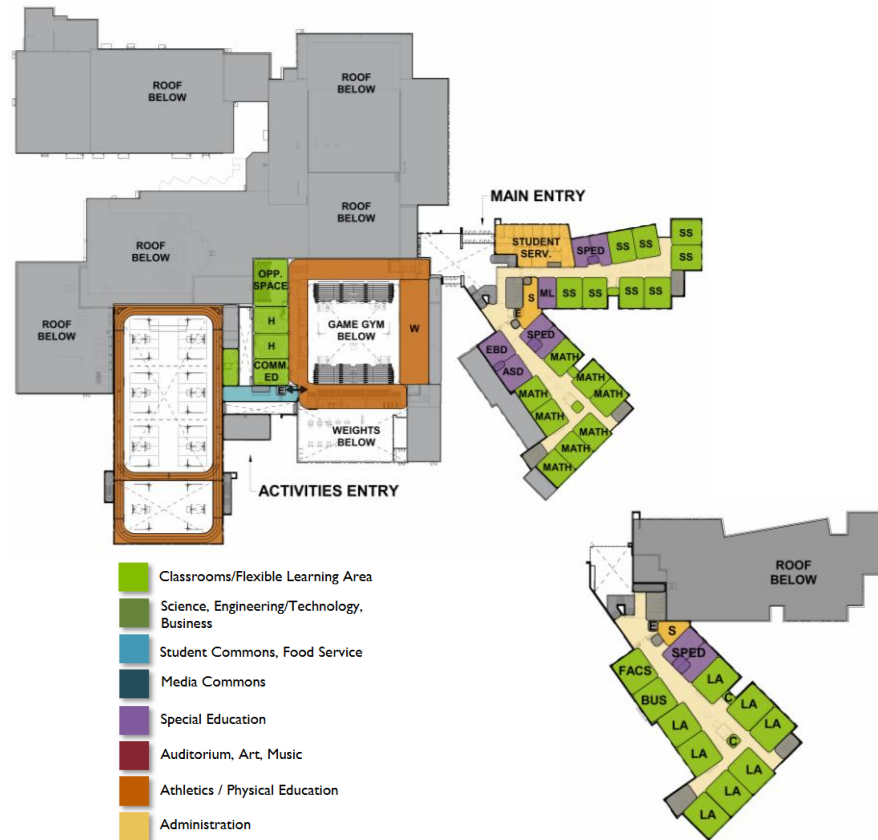 ROOF
BELOW
ROOF
BELOW
ROOF
BELOW
ROOF
BELOW
ROOF
BELOW
MAIN ENTRY
STUDENT
SERV.
SPED
SS
SS
SS
SS
S
ML
SS
SS
SS
SS
E
OPP.
SPACE
H
H
COMM.
ED
E
GAME GYM
BELOW
W
WEIGHTS
BELOW
ACTIVITIES ENTRY
SPED
EBD
ASD
MATH
MATH
MATH
MATH
MATH
MATH
MATH
MATH
ROOF
BELOW
E
S
SPED
FACS
BUS
LA
LA
LA
LA
LA
C
C
LA
LA
LA
Classrooms/Flexible Learning Area
Science, Engineering/Technology,
Business
Student Commons, Food Service
Media Commons
Special Education
Auditorium, Art, Music
Athletics / Physical Education
Administration